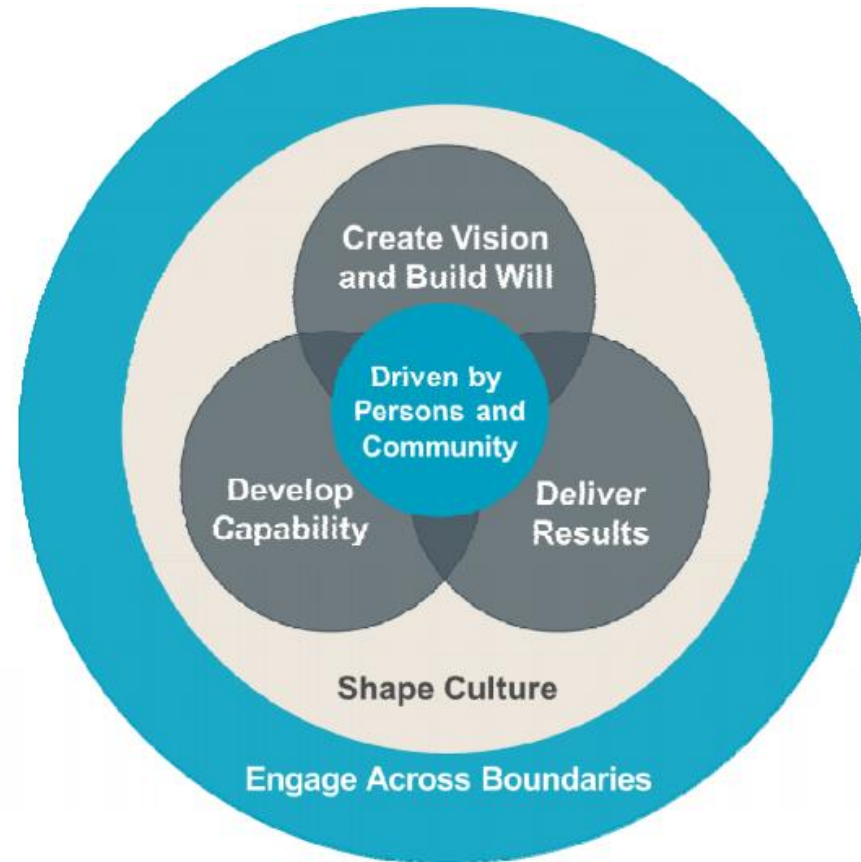 Create Vision
and Build Will
Driven by
Persons and
Community
Develop
Capability
Deliver
Results
Shape Culture
Engage Across Boundaries